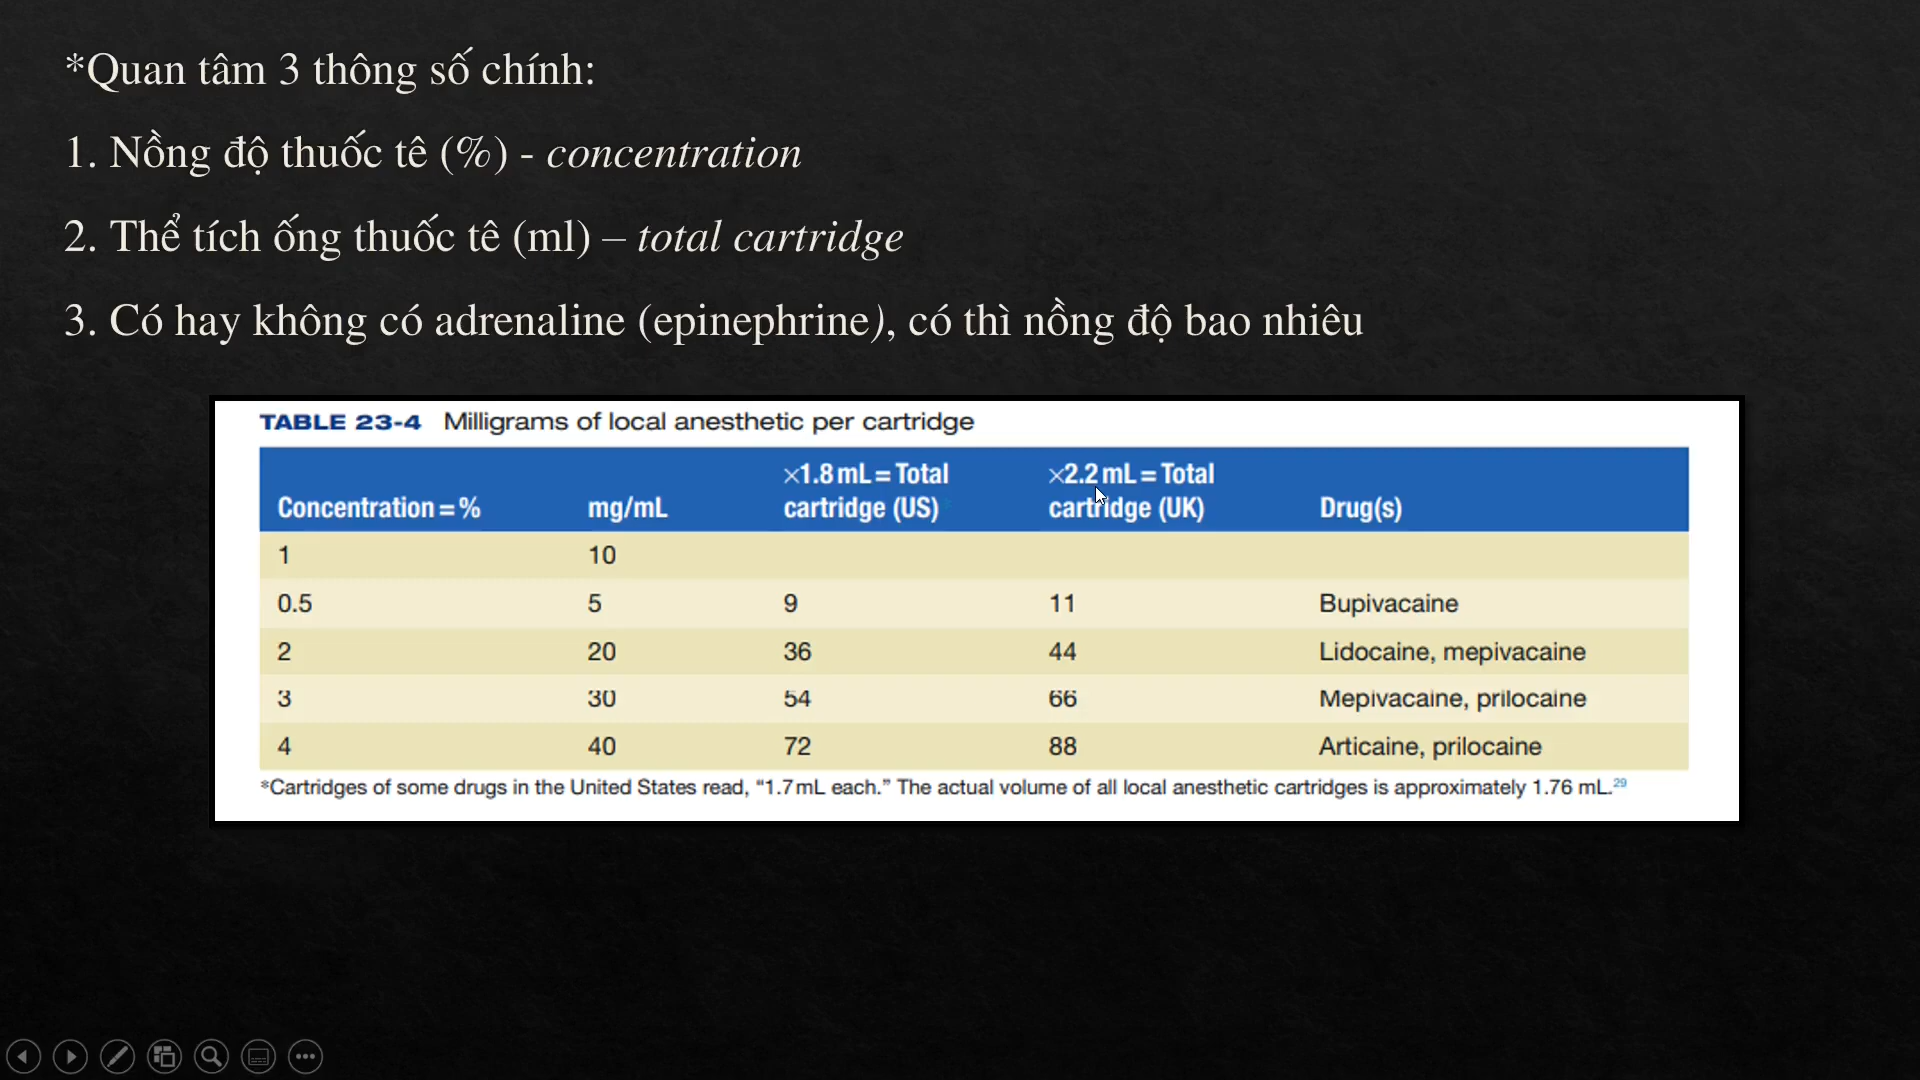 *Quan tâm 3 thông số chính:
1. Nồng độ thuốc tê (%) - concentration
2. Thể tích ống thuốc tê (ml) – total cartridge
3. Có hay không có adrenaline (epinephrine), có thì nồng độ bao nhiêu
TABLE 23-4 Milligrams of local anesthetic per cartridge
Concentration = % mg/mL ×1.8 mL = Total cartridge (US) ×2.2 mL = Total cartridge (UK) Drug(s)
1 10
0.5 5 9 11 Bupivacaine
2 20 36 44 Lidocaine, mepivacaine
3 30 54 66 Mepivacaine, prilocaine
4 40 72 88 Articaine, prilocaine
*Cartridges of some drugs in the United States read, “1.7 mL each.” The actual volume of all local anesthetic cartridges is approximately 1.76 mL.29